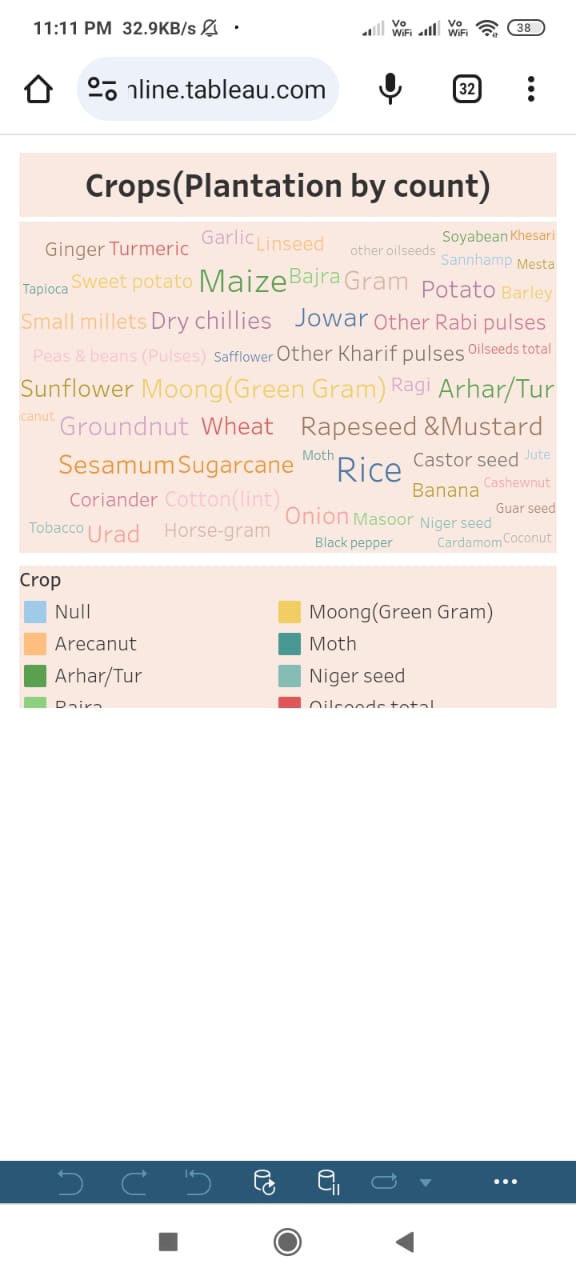 11:11 PM 32.9KB/s
Vo WiFi Vo WiFi 38
nline.tableau.com 32
Crops(Plantation by count)
Garlic Linseed Soyabean Khesari
Ginger Turmeric other oilseeds Sannhamp Mesta
Tapioca Sweet potato Maize Bajra Gram Potato Barley
Small millets Dry chillies Jowar Other Rabi pulses
Peas & beans (Pulses) Safflower Other Kharif pulses Oilseeds total
Sunflower Moong(Green Gram) Ragi Arhar/Tur
canut Groundnut Wheat Rapeseed &Mustard
Sesamum Sugarcane Moth Rice Castor seed Jute
Coriander Cotton(lint) Banana Cashewnut
Onion Masoor Niger seed Guar seed
Tobacco Urad Horse-gram Black pepper Cardamom Coconut
Crop
Null Moong(Green Gram)
Arecanut Moth
Arhar/Tur Niger seed
Bajra Oilseeds total